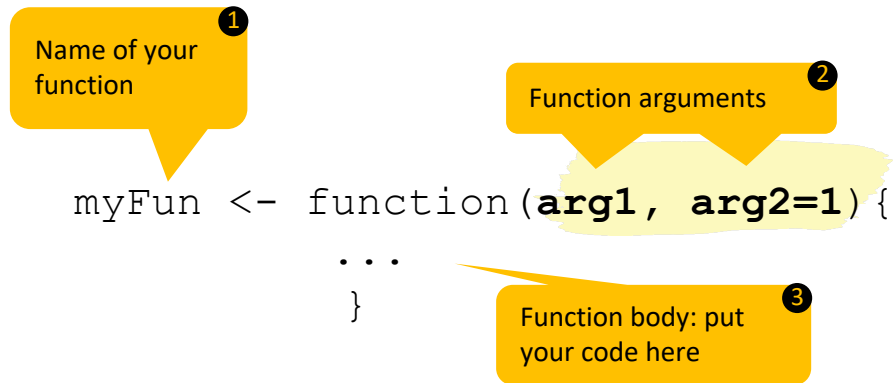 1
Name of your
function
2
Function arguments
myFun <- function(arg1, arg2=1){
...
}
3
Function body: put
your code here